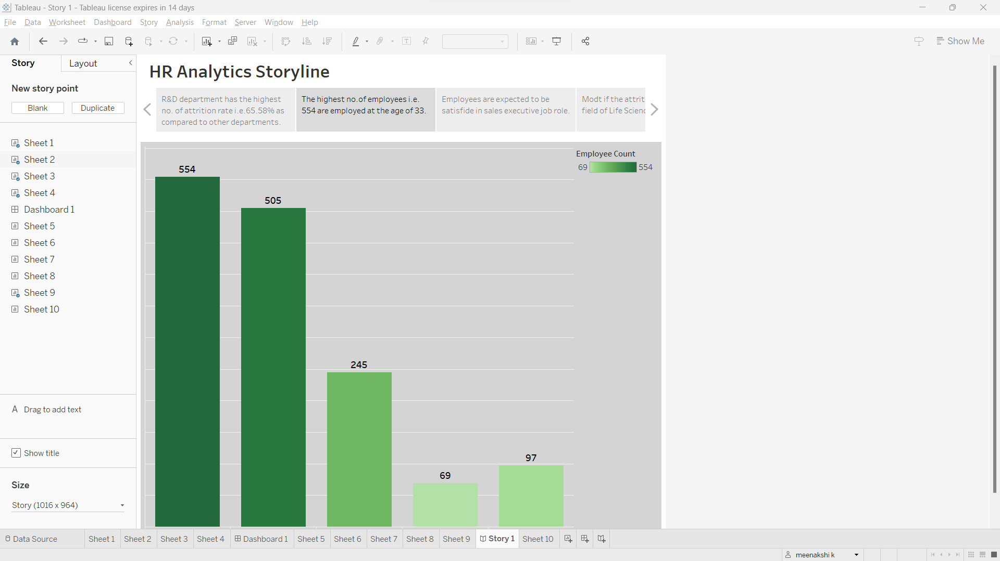 Tableau - Story 1 - Tableau license expires in 14 days
File Data Worksheet Dashboard Story Analysis Format Server Window Help
Show Me
Story Layout
New story point
Blank Duplicate
Sheet 1
Sheet 2
Sheet 3
Sheet 4
Dashboard 1
Sheet 5
Sheet 6
Sheet 7
Sheet 8
Sheet 9
Sheet 10
A Drag to add text
Show title
Size
Story (1016 x 964)
HR Analytics Storyline
R&D department has the highest
no. of attrition rate i.e.65.58% as
compared to other departments.
The highest no.of employees i.e.
554 are employed at the age of 33.
Employees are expected to be
satisfide in sales executive job role.
Modt if the attrit
field of Life Scienc
Employee Count
69 554
554
505
245
69
97
Data Source Sheet 1 Sheet 2 Sheet 3 Sheet 4 Dashboard 1 Sheet 5 Sheet 6 Sheet 7 Sheet 8 Sheet 9 Story 1 Sheet 10
meenakshi k